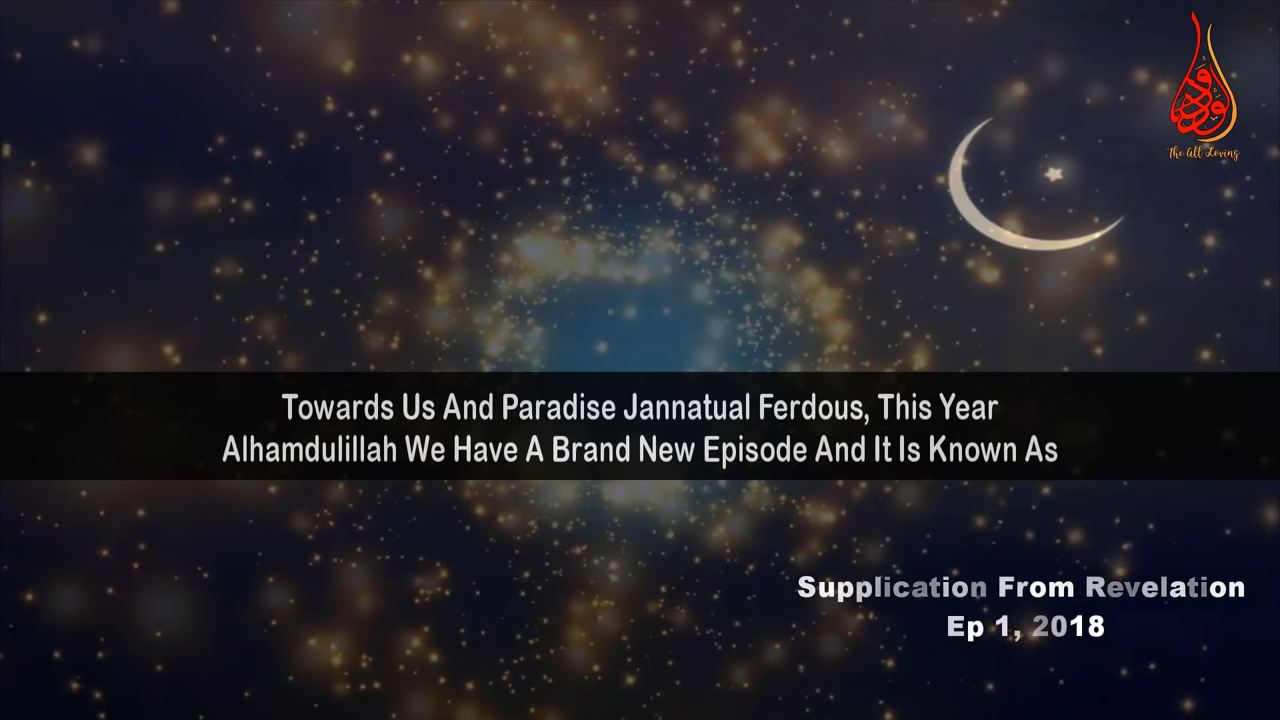 الودود
The All Loving
Towards Us And Paradise Jannatual Ferdous, This Year
Alhamdulillah We Have A Brand New Episode And It Is Known As
Supplication From Revelation
Ep 1, 2018